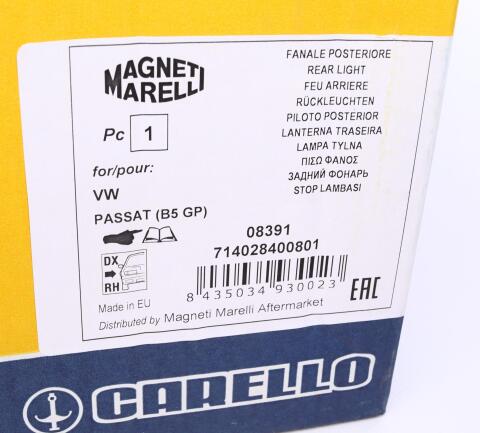 MAGNETI
MARELLI
Pc 1
for/pour:
VW
PASSAT (B5 GP)
FANALE POSTERIORE
REAR LIGHT
FEU ARRIERE
RÜCKLEUCHTEN
PILOTO POSTERIOR
LANTERNA TRASEIRA
LAMPA TYLNA
ΠΙΣΩ ΦΑΝΟΣ
ЗАДНИЙ ФОНАРЬ
STOP LAMBASI
08391
714028400801
DX
RH
8 435034 930023
EAC
Made in EU
Distributed by Magneti Marelli Aftermarket
CARELLO